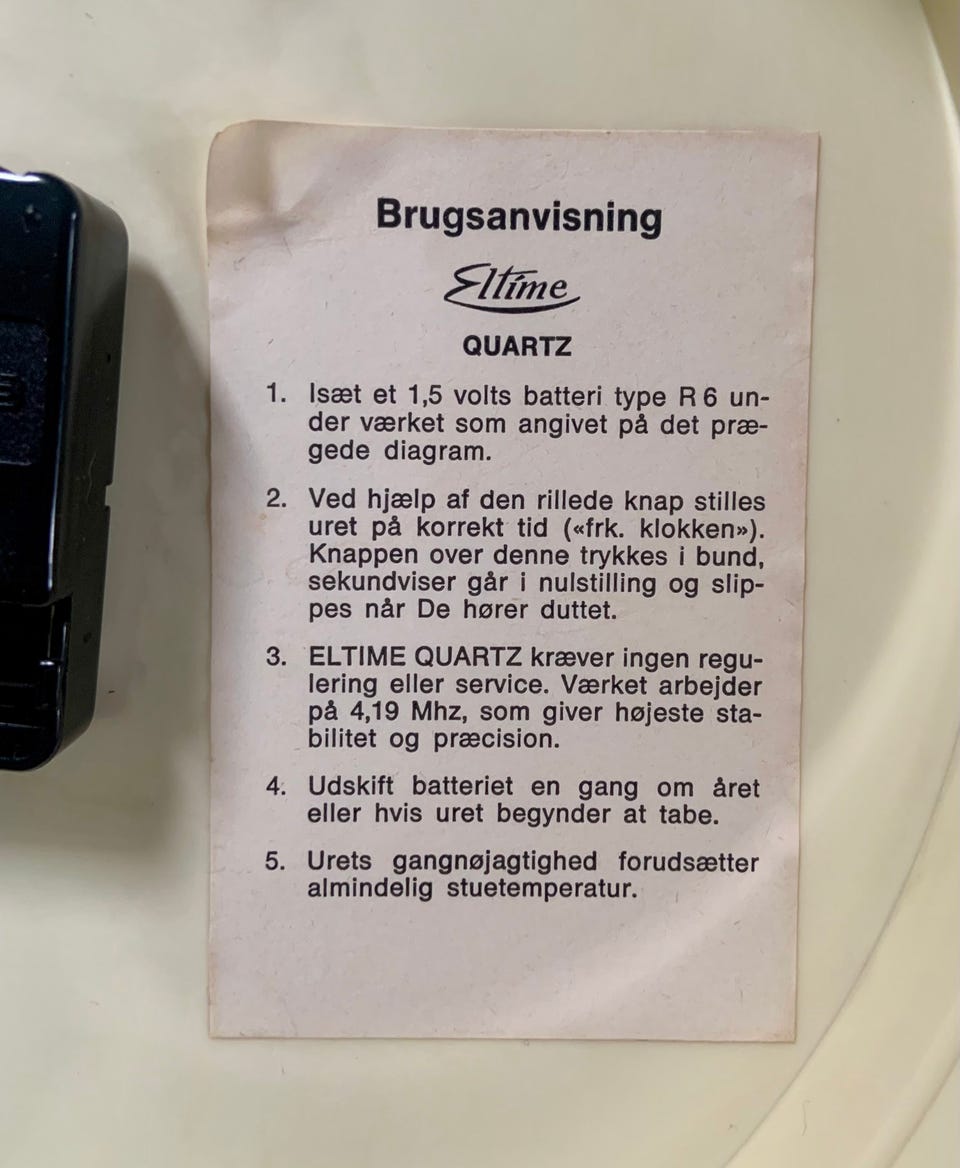 Brugsanvisning
Eltime
QUARTZ
1. Isæt et 1,5 volts batteri type R 6 un-
der værket som angivet på det præ-
gede diagram.
2. Ved hjælp af den rillede knap stilles
uret på korrekt tid («frk. klokken»).
Knappen over denne trykkes i bund,
sekundviser går i nulstilling og slip-
pes når De hører duttet.
3. ELTIME QUARTZ kræver ingen regu-
lering eller service. Værket arbejder
på 4,19 Mhz, som giver højeste sta-
bilitet og præcision.
4. Udskift batteriet en gang om året
eller hvis uret begynder at tabe.
5. Urets gangnøjagtighed forudsætter
almindelig stuetemperatur.